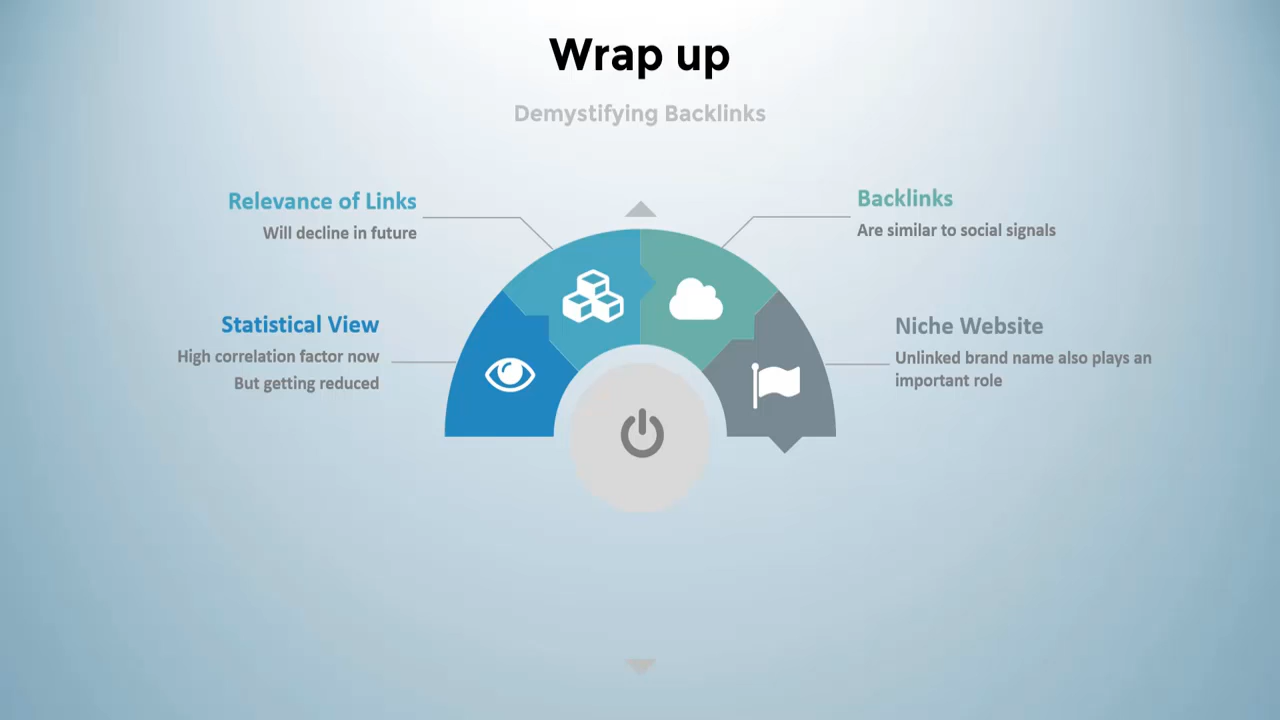 Wrap up
Demystifying Backlinks
Relevance of Links
Will decline in future
Statistical View
High correlation factor now
But getting reduced
Backlinks
Are similar to social signals
Niche Website
Unlinked brand name also plays an
important role